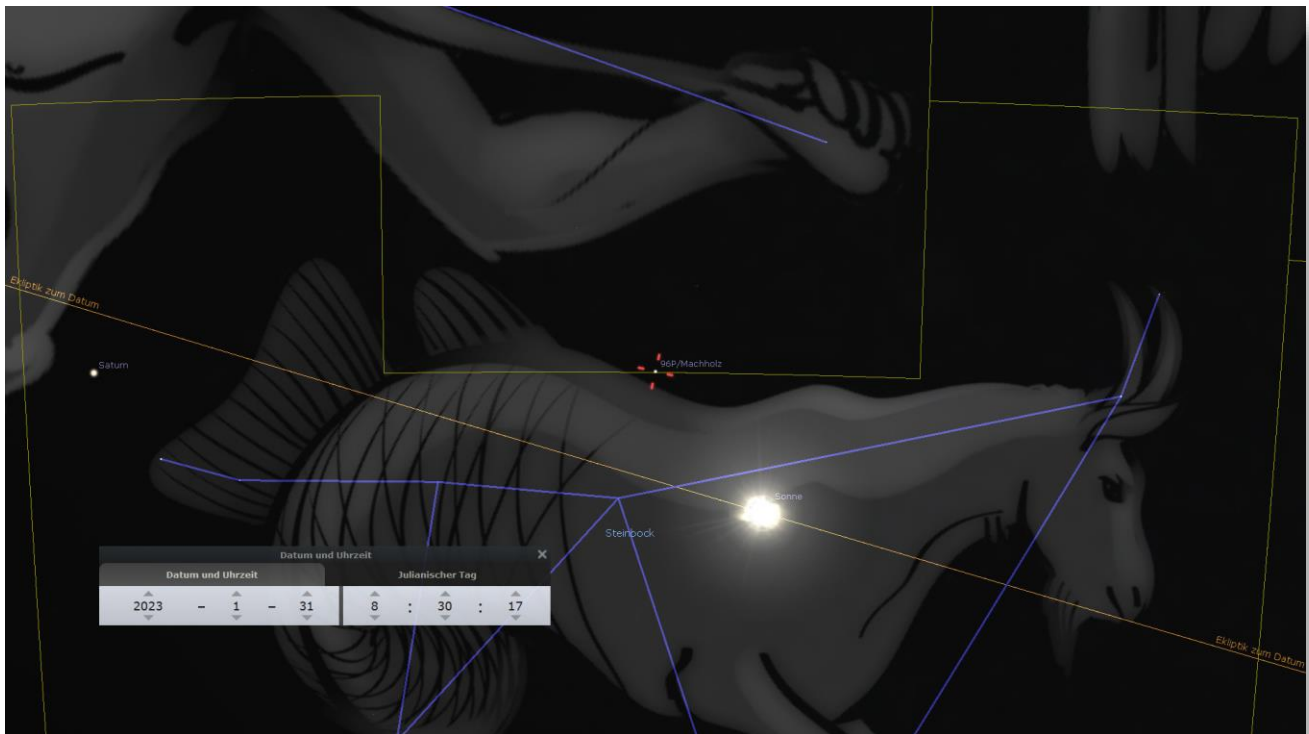 Ekliptik zum Datum
Saturn
96P/Machholz
Sonne
Steinbock
Datum und Uhrzeit ×
Datum und Uhrzeit Julianischer Tag
2023 - 1 - 31 8 : 30 : 17
Ekliptik zum Datum